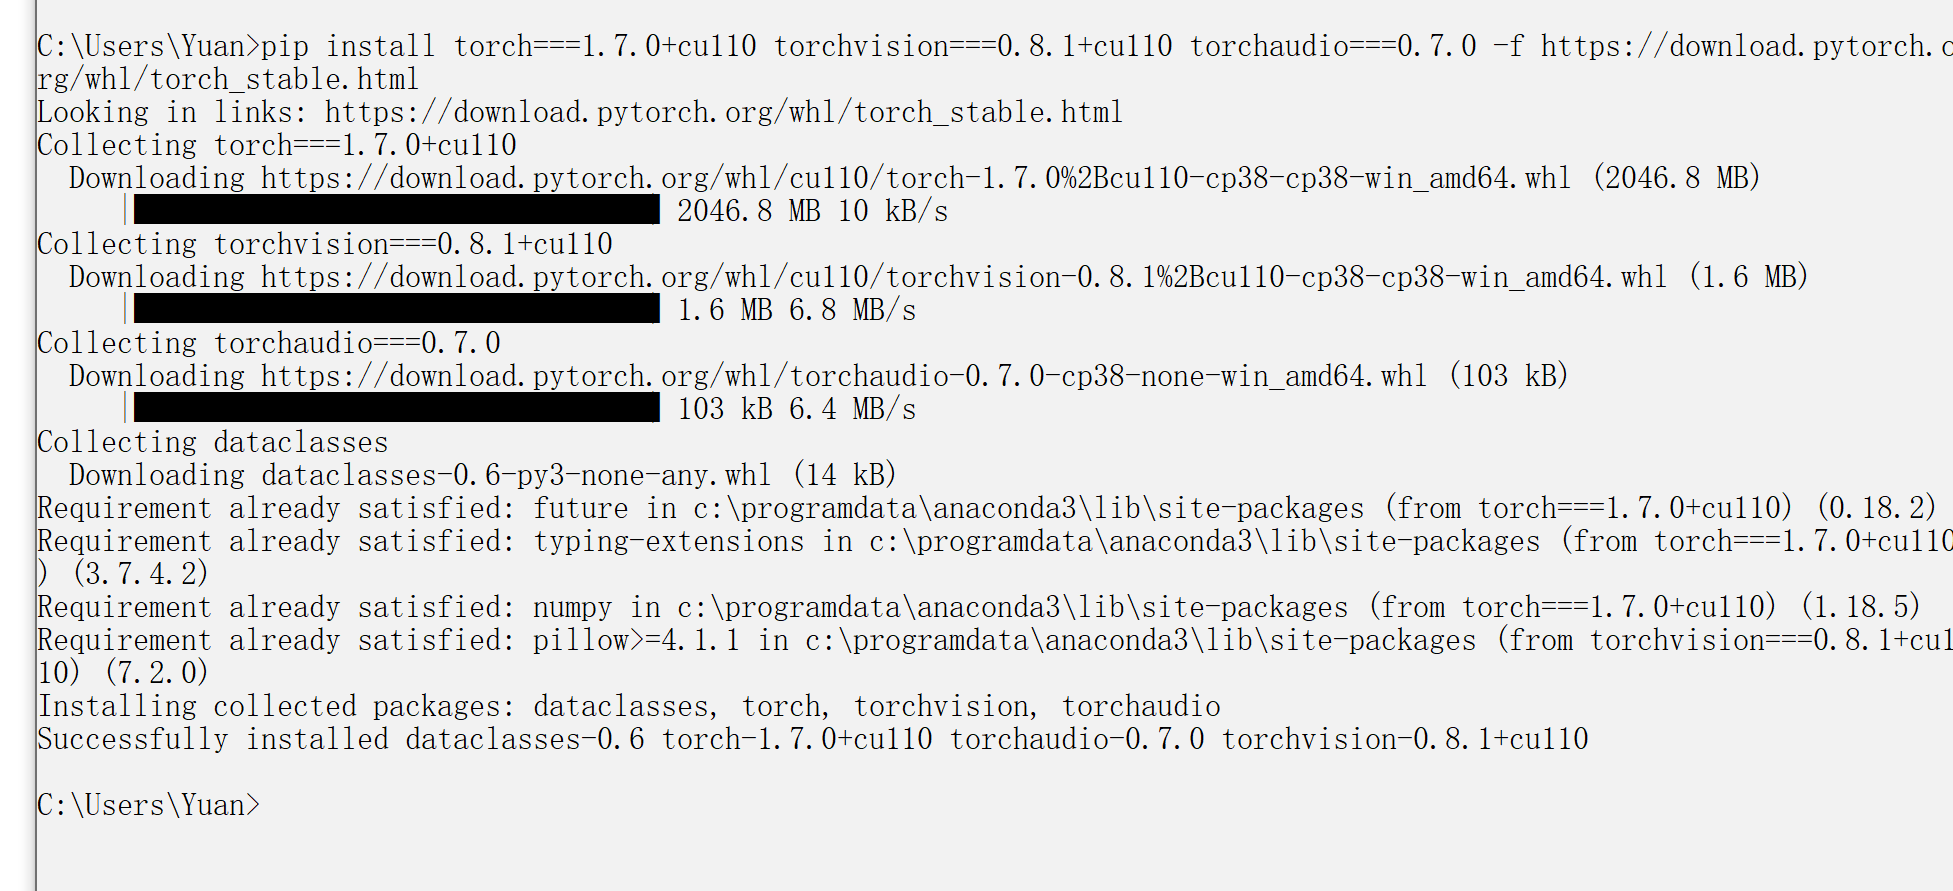 C:\Users\Yuan>pip install torch===1.7.0+cu110 torchvision===0.8.1+cu110 torchaudio===0.7.0 -f https://download.pytorch.o
rg/whl/torch_stable.html
Looking in links: https://download.pytorch.org/whl/torch_stable.html
Collecting torch===1.7.0+cu110
Downloading https://download.pytorch.org/whl/cu110/torch-1.7.0%2Bcu110-cp38-cp38-win_amd64.whl (2046.8 MB)
2046.8 MB 10 kB/s
Collecting torchvision===0.8.1+cu110
Downloading https://download.pytorch.org/whl/cu110/torchvision-0.8.1%2Bcu110-cp38-cp38-win_amd64.whl (1.6 MB)
1.6 MB 6.8 MB/s
Collecting torchaudio===0.7.0
Downloading https://download.pytorch.org/whl/torchaudio-0.7.0-cp38-none-win_amd64.whl (103 kB)
103 kB 6.4 MB/s
Collecting dataclasses
Downloading dataclasses-0.6-py3-none-any.whl (14 kB)
Requirement already satisfied: future in c:\programdata\anaconda3\lib\site-packages (from torch===1.7.0+cu110) (0.18.2)
Requirement already satisfied: typing-extensions in c:\programdata\anaconda3\lib\site-packages (from torch===1.7.0+cu110
) (3.7.4.2)
Requirement already satisfied: numpy in c:\programdata\anaconda3\lib\site-packages (from torch===1.7.0+cu110) (1.18.5)
Requirement already satisfied: pillow>=4.1.1 in c:\programdata\anaconda3\lib\site-packages (from torchvision===0.8.1+cu1
10) (7.2.0)
Installing collected packages: dataclasses, torch, torchvision, torchaudio
Successfully installed dataclasses-0.6 torch-1.7.0+cu110 torchaudio-0.7.0 torchvision-0.8.1+cu110
C:\Users\Yuan>